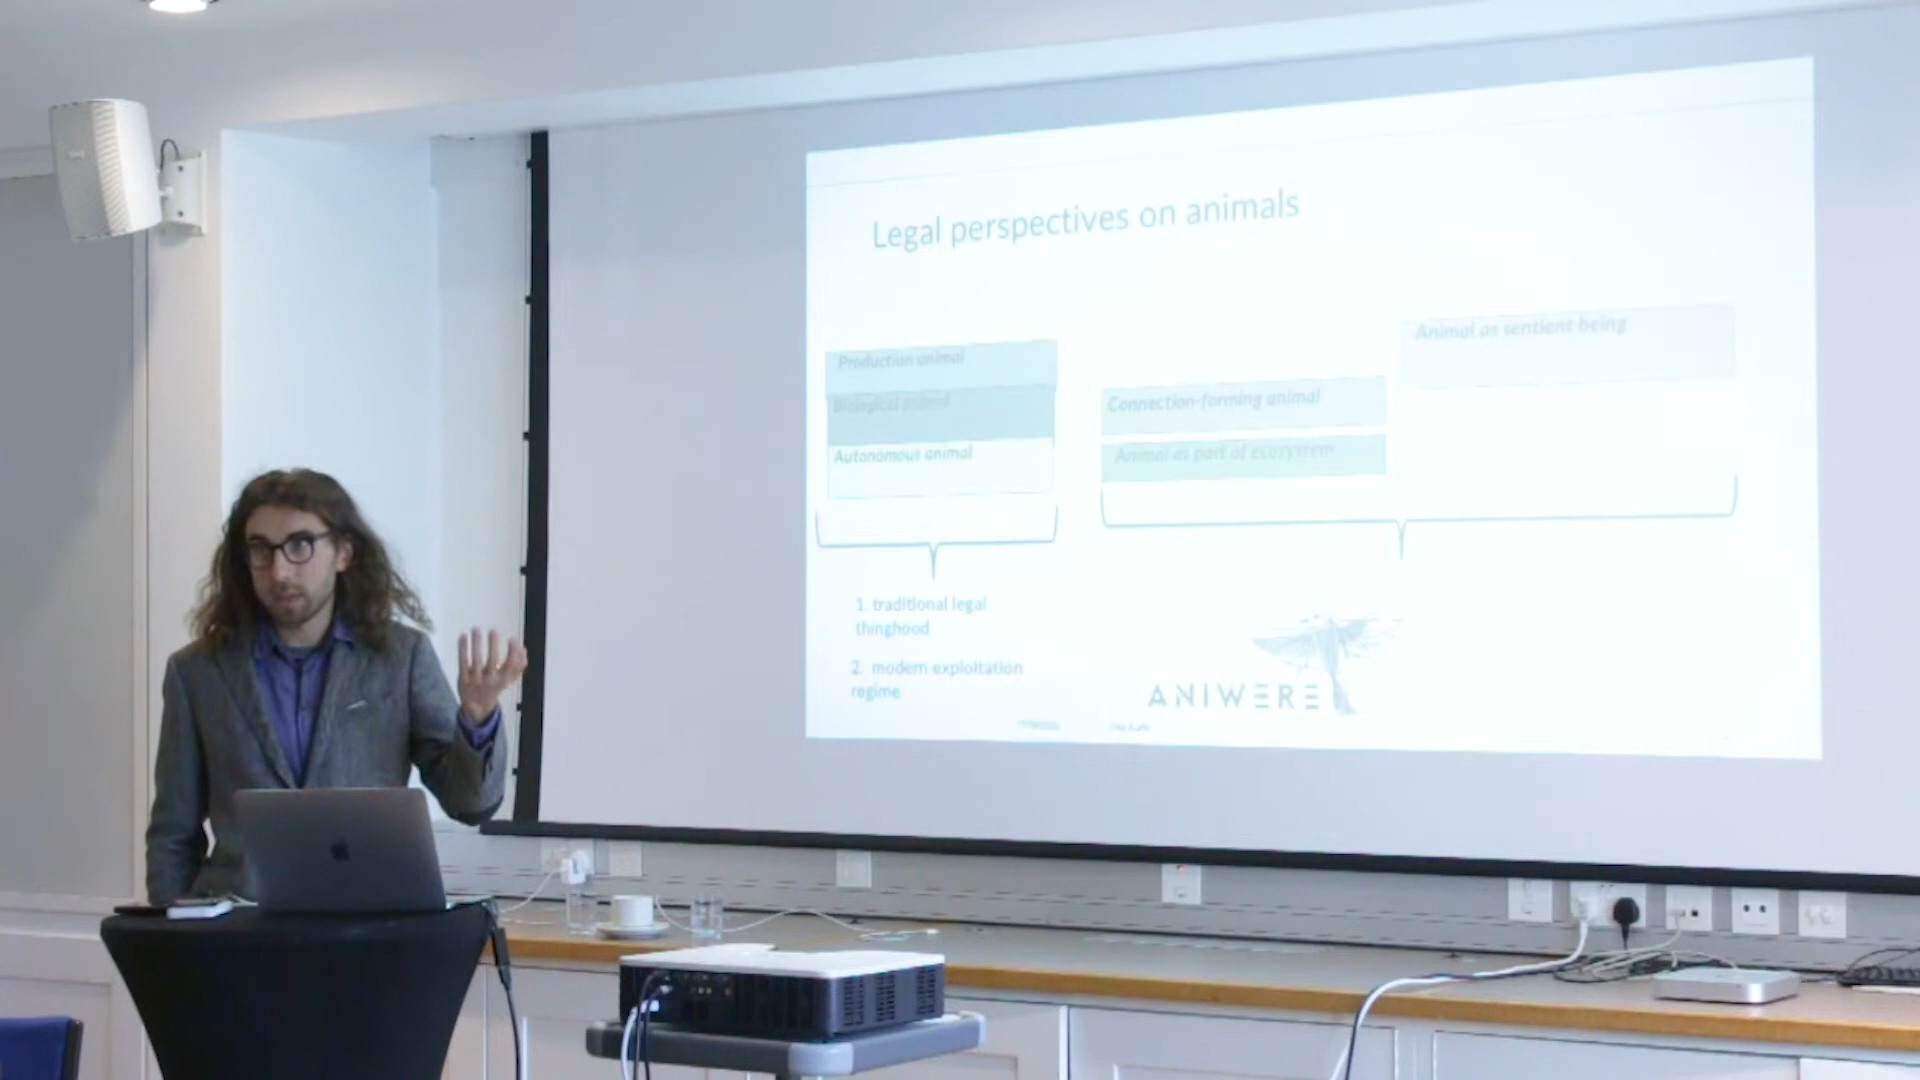 Legal perspectives on animals
Production animal
Biological animal
Autonomous animal
Connection-forming animal
Animal as part of ecosystem
Animal as sentient being
1. traditional legal
thinghood
2. modern exploitation
regime
ANIWERE